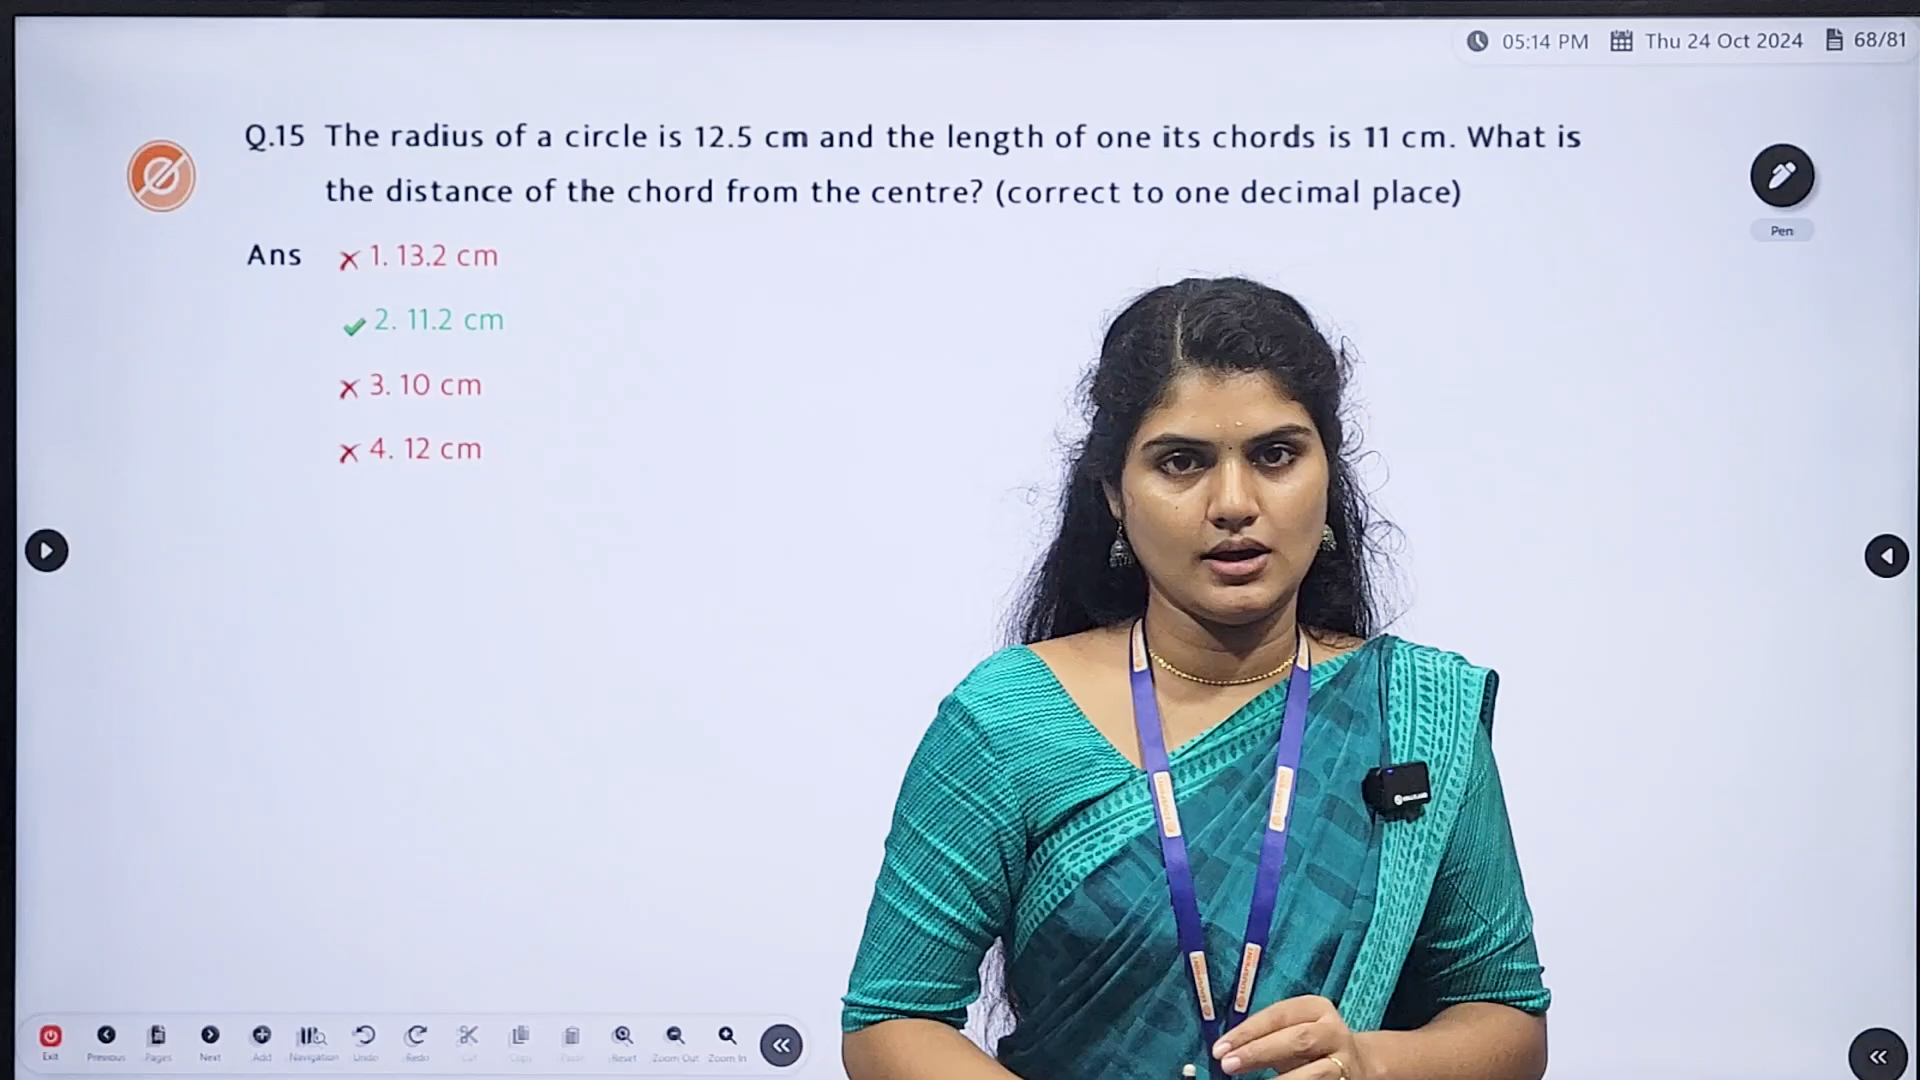 05:14 PM Thu 24 Oct 2024 68/81
Q.15 The radius of a circle is 12.5 cm and the length of one its chords is 11 cm. What is
the distance of the chord from the centre? (correct to one decimal place)
Pen
Ans 1. 13.2 cm
2. 11.2 cm
3. 10 cm
4. 12 cm
Exit Previous Pages Next Add Navigation Undo Redo Cut Copy Paste Reset Zoom Out Zoom In